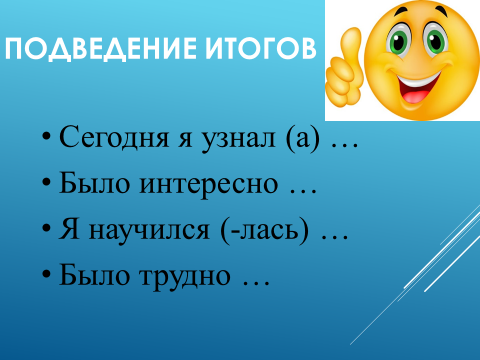 ПОДВЕДЕНИЕ ИТОГОВ
• Сегодня я узнал (а) …
• Было интересно …
• Я научился (-лась) …
• Было трудно …